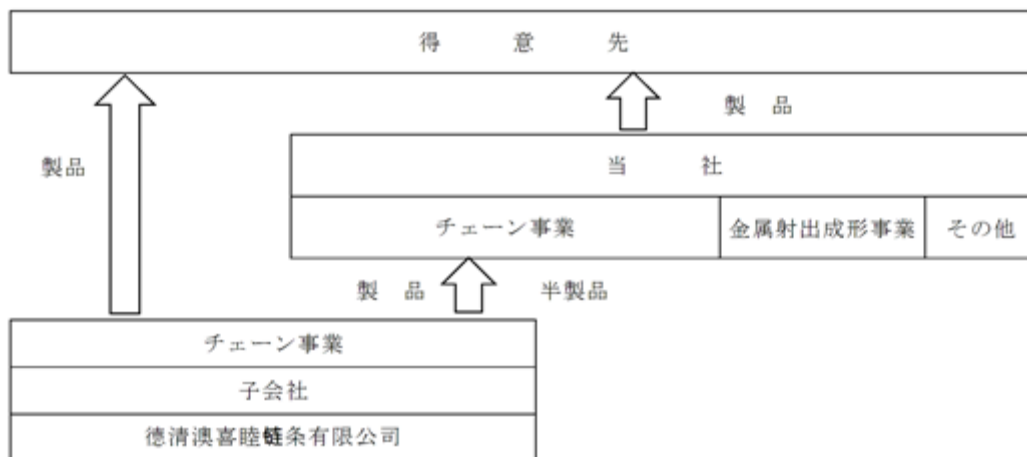 得 意 先
製 品
製品
当 社
チェーン事業
金属射出成形事業
その他
製 品
半製品
チェーン事業
子会社
德清澳喜睦链条有限公司